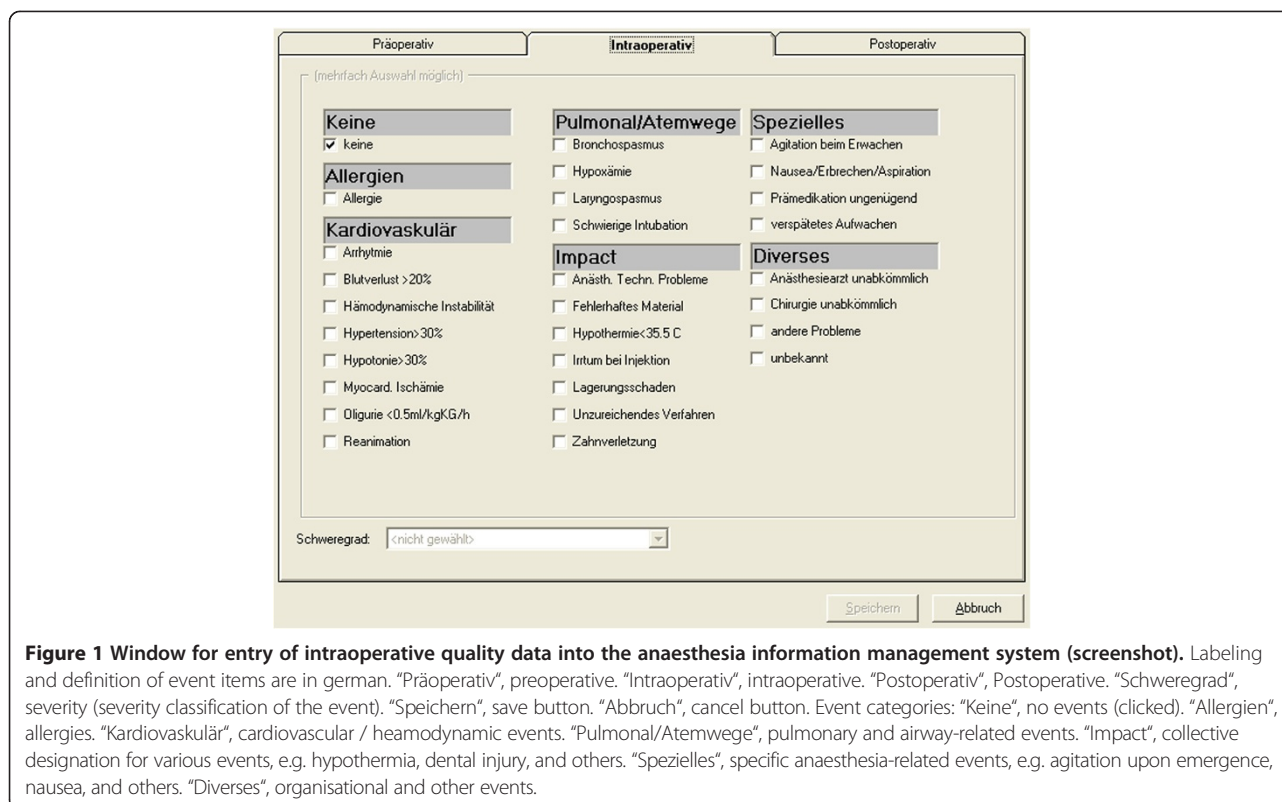 Präoperativ
Intraoperativ
Postoperativ
(mehrfach Auswahl möglich)
Keine
keine
Allergien
Allergie
Kardiovaskulär
Arrhytmie
Blutverlust >20%
Hämodynamische Instabilität
Hypertension>30%
Hypotonie>30%
Myocard. Ischämie
Oligurie <0.5ml/kgKG/h
Reanimation
Pulmonal/Atemwege
Bronchospasmus
Hypoxämie
Laryngospasmus
Schwierige Intubation
Impact
Anästh. Techn. Probleme
Fehlerhaftes Material
Hypothermie<35.5 C
Irrtum bei Injektion
Lagerungsschaden
Unzureichendes Verfahren
Zahnverletzung
Spezielles
Agitation beim Erwachen
Nausea/Erbrechen/Aspiration
Prämedikation ungenügend
verspätetes Aufwachen
Diverses
Anästhesiearzt unabkömmlich
Chirurgie unabkömmlich
andere Probleme
unbekannt
Schweregrad: <nicht gewählt>
Speichern
Abbruch
Figure 1 Window for entry of intraoperative quality data into the anaesthesia information management system (screenshot). Labeling
and definition of event items are in german. “Präoperativ“, preoperative. “Intraoperativ“, intraoperative. “Postoperativ“, Postoperative. “Schweregrad“,
severity (severity classification of the event). “Speichern“, save button. “Abbruch“, cancel button. Event categories: “Keine“, no events (clicked). “Allergien“,
allergies. “Kardiovaskulär“, cardiovascular / heamodynamic events. “Pulmonal/Atemwege“, pulmonary and airway-related events. “Impact“, collective
designation for various events, e.g. hypothermia, dental injury, and others. “Spezielles“, specific anaesthesia-related events, e.g. agitation upon emergence,
nausea, and others. “Diverses“, organisational and other events.